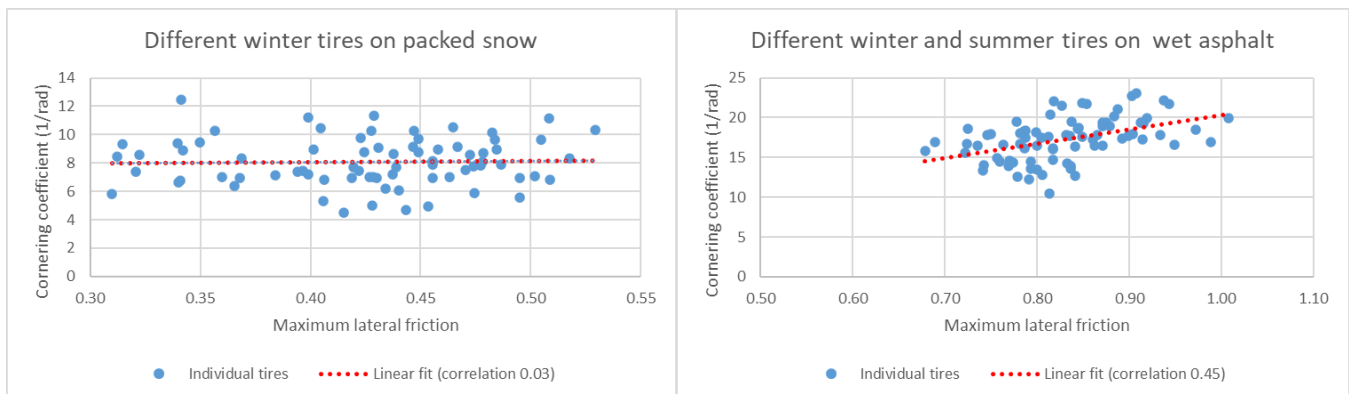 Different winter tires on packed snow
Cornering coefficient (1/rad)
14
12
10
8
6
4
2
0
0.30 0.35 0.40 0.45 0.50 0.55
Maximum lateral friction
Individual tires Linear fit (correlation 0.03)
Different winter and summer tires on wet asphalt
Cornering coefficient (1/rad)
25
20
15
10
5
0
0.50 0.60 0.70 0.80 0.90 1.00 1.10
Maximum lateral friction
Individual tires Linear fit (correlation 0.45)